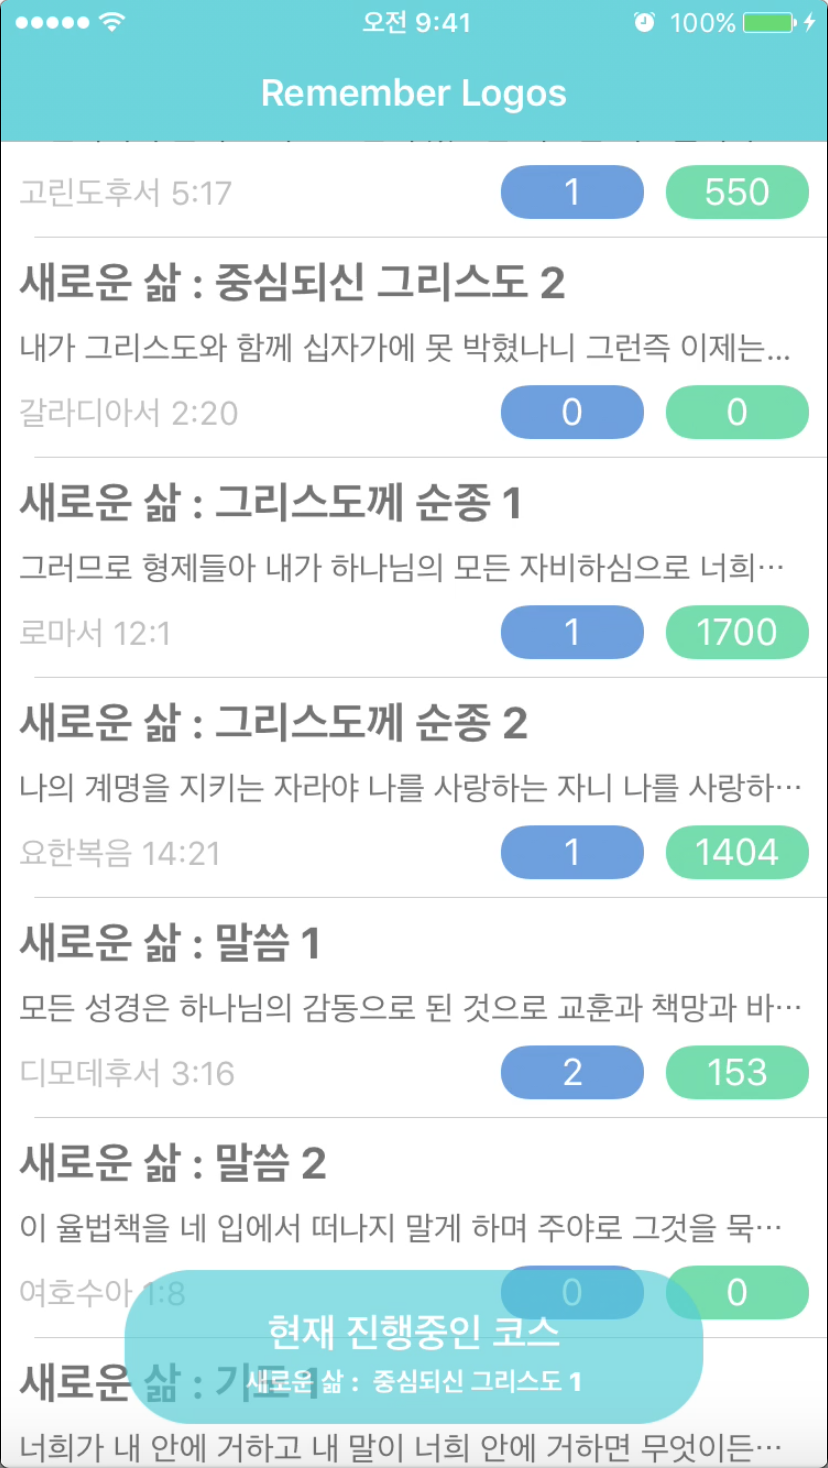 오전 9:41
100%
Remember Logos
고린도후서 5:17
1
550
새로운 삶 : 중심되신 그리스도 2
내가 그리스도와 함께 십자가에 못 박혔나니 그런즉 이제는...
갈라디아서 2:20
0
0
새로운 삶 : 그리스도께 순종 1
그러므로 형제들아 내가 하나님의 모든 자비하심으로 너희…
로마서 12:1
1
1700
새로운 삶 : 그리스도께 순종 2
나의 계명을 지키는 자라야 나를 사랑하는 자니 나를 사랑하…
요한복음 14:21
1
1404
새로운 삶 : 말씀 1
모든 성경은 하나님의 감동으로 된 것으로 교훈과 책망과 바…
디모데후서 3:16
2
153
새로운 삶 : 말씀 2
이 율법책을 네 입에서 떠나지 말게 하며 주야로 그것을 묵…
여호수아 1:8
0
0
현재 진행중인 코스
새로운 삶 : 중심되신 그리스도 1
새로운 삶 : 기도 1
너희가 내 안에 거하고 내 말이 너희 안에 거하면 무엇이든…